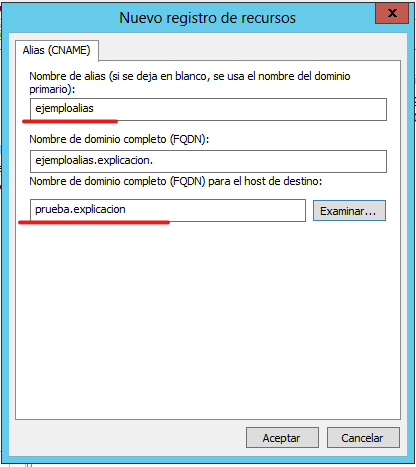 Nuevo registro de recursos
x
Alias (CNAME)
Nombre de alias (si se deja en blanco, se usa el nombre del dominio
primario):
ejemploalias
Nombre de dominio completo (FQDN):
ejemploalias.explicacion.
Nombre de dominio completo (FQDN) para el host de destino:
prueba.explicacion
Examinar...
Aceptar
Cancelar